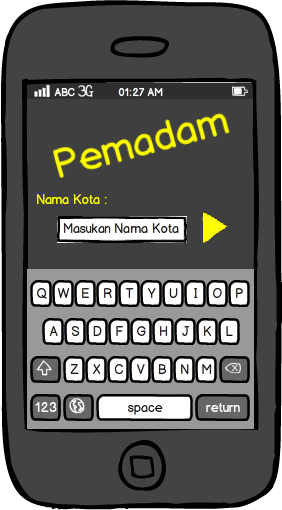 ABC 3G 01:27 AM
Pemadam
Nama Kota :
Masukan Nama Kota
Q W E R T Y U I O P
A S D F G H J K L
Z X C V B N M
123 space return